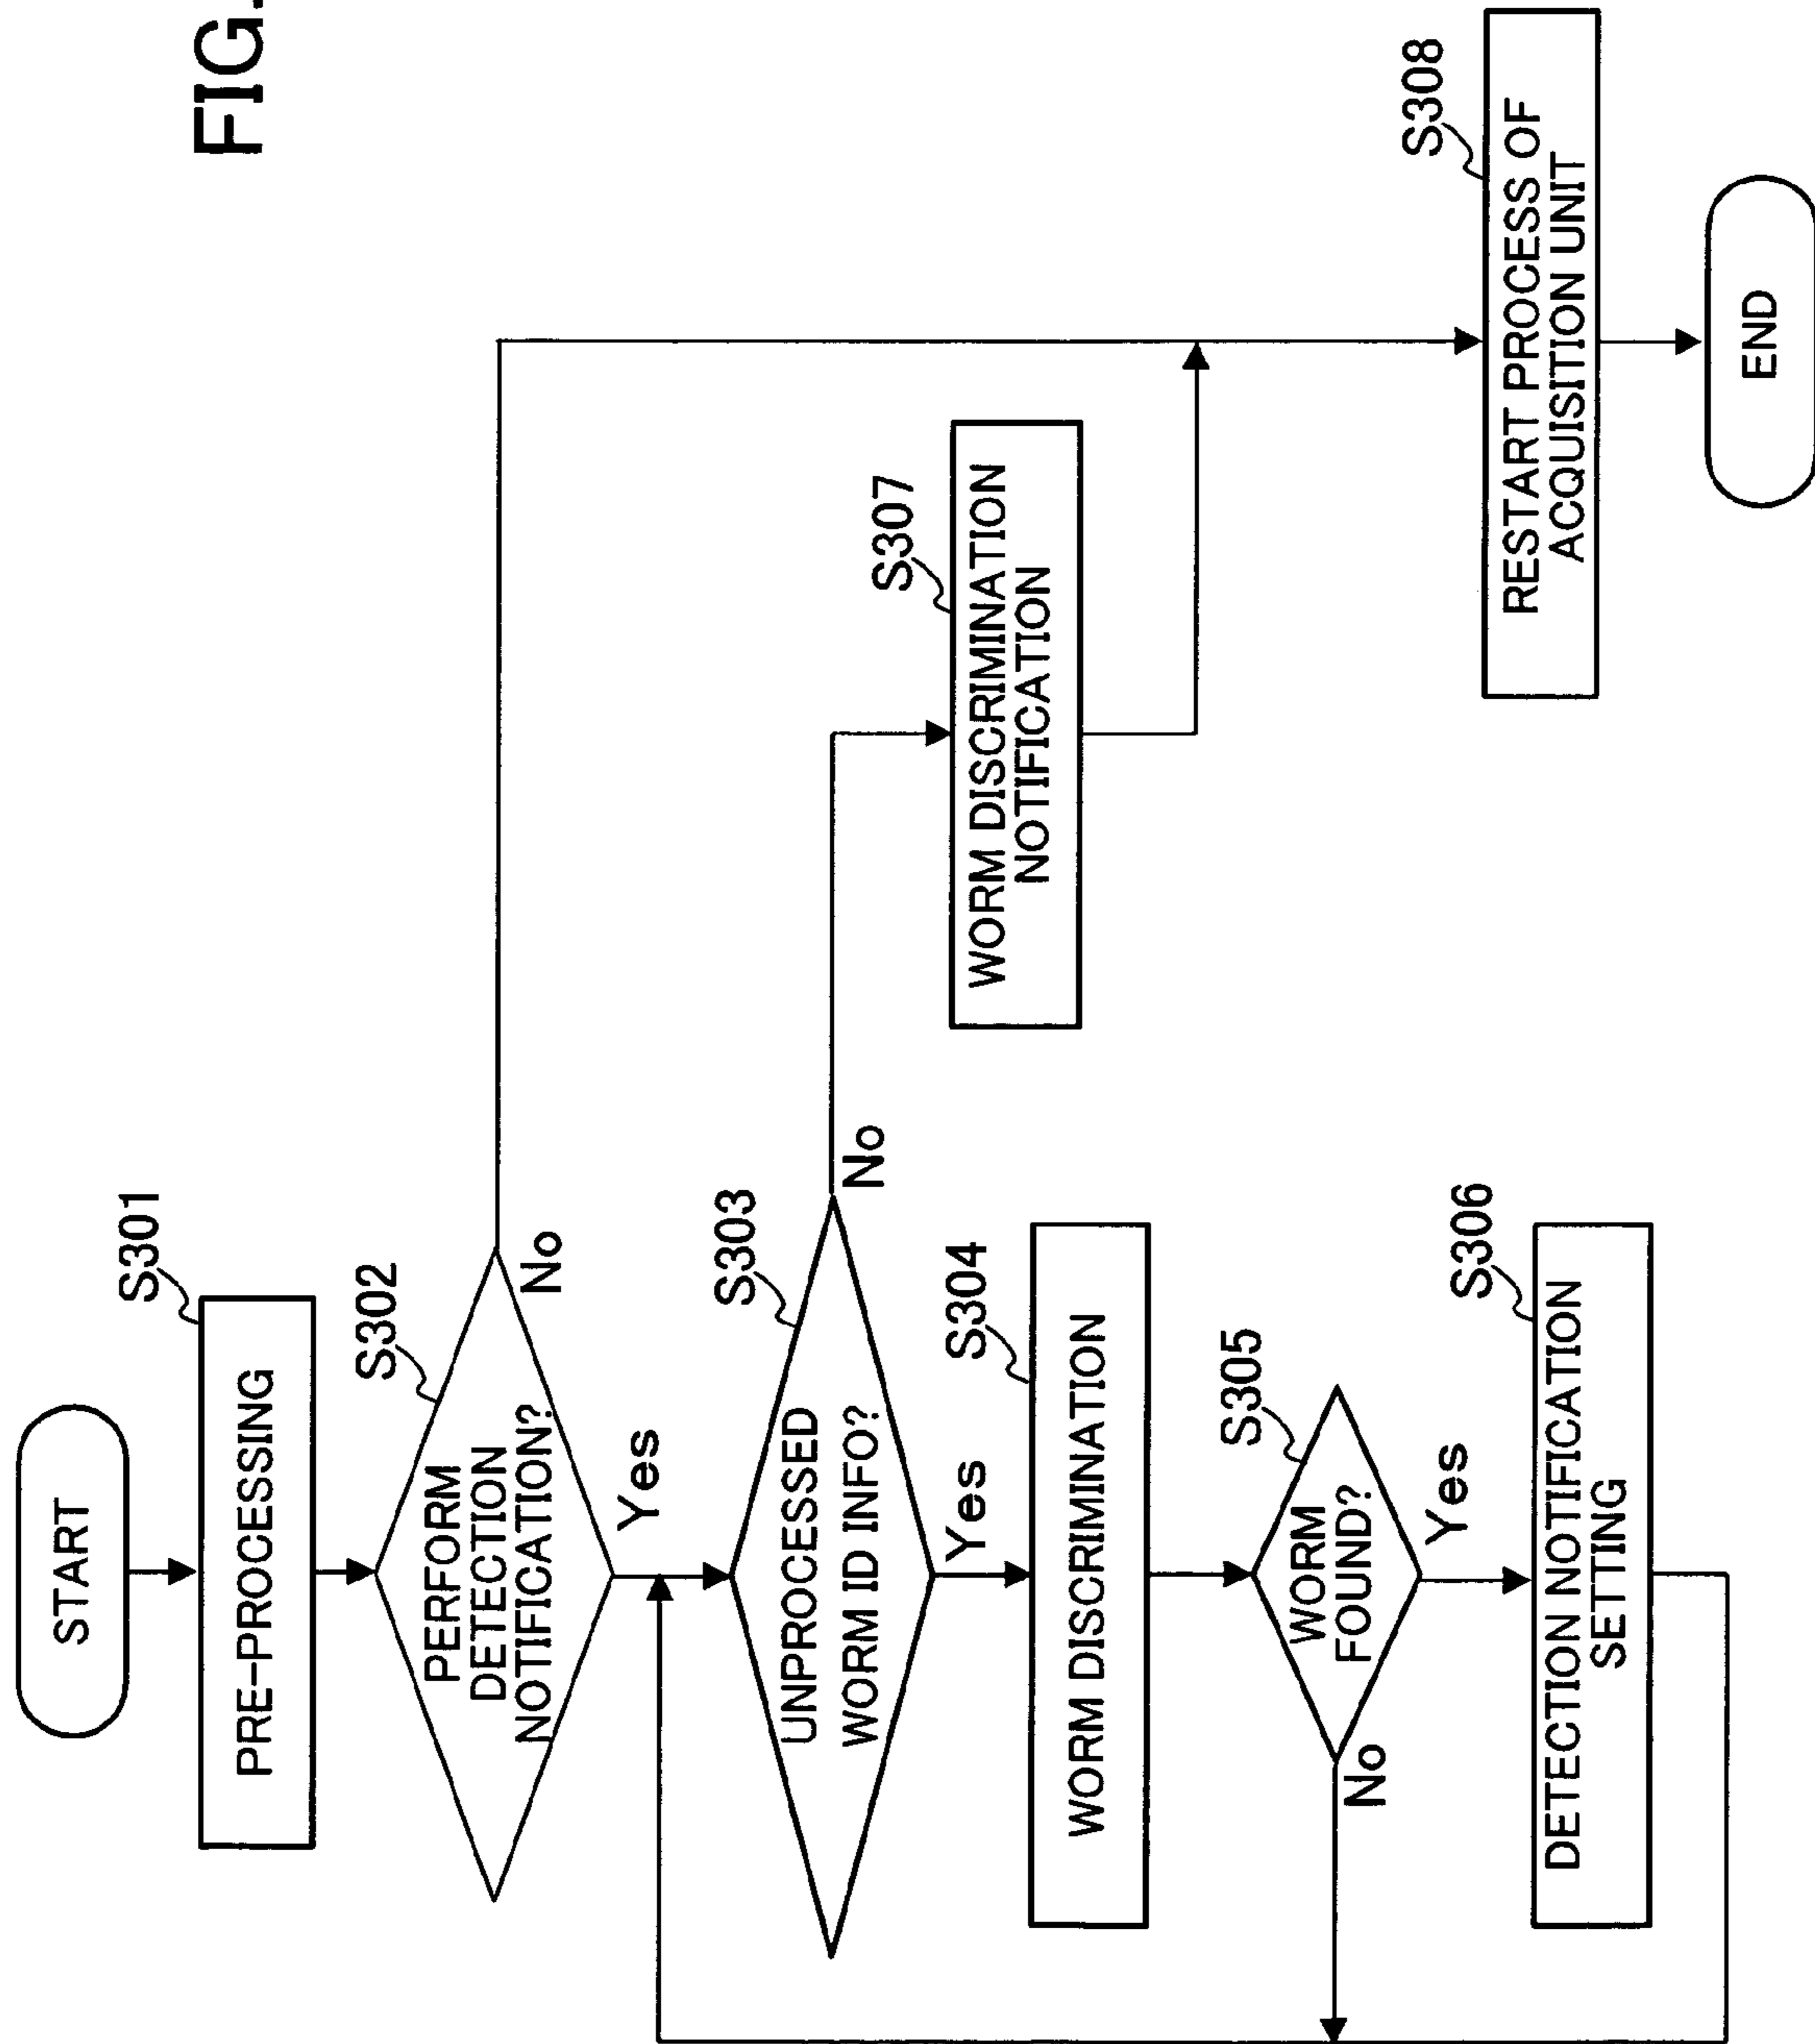 FIG.
START
S301
PRE-PROCESSING
S302
PERFORM
DETECTION
NOTIFICATION?
No
Yes
S303
UNPROCESSED
WORM ID INFO?
No
Yes
S304
WORM DISCRIMINATION
S305
WORM
FOUND?
No
Yes
S306
DETECTION NOTIFICATION
SETTING
S307
WORM DISCRIMINATION
NOTIFICATION
S308
RESTART PROCESS OF
ACQUISITION UNIT
END